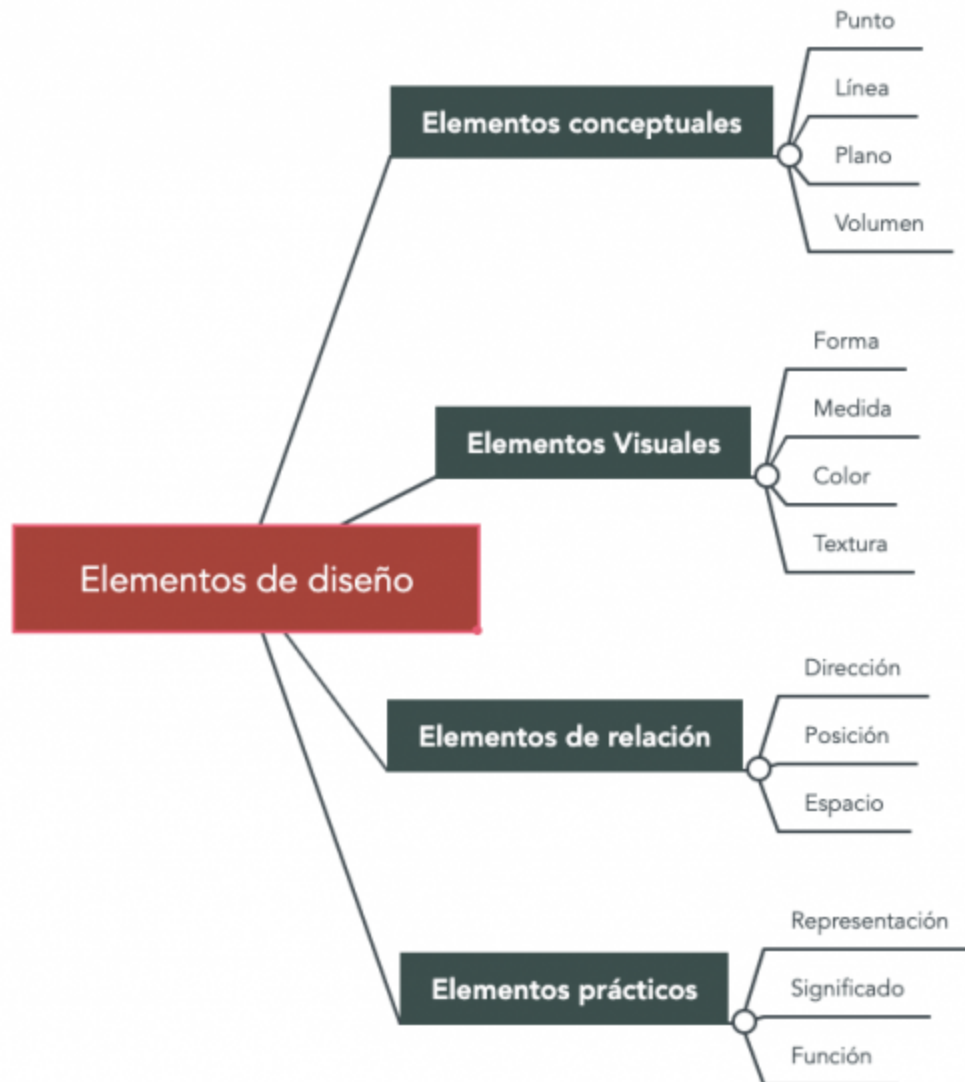 Elementos de diseño
Elementos conceptuales
Punto
Línea
Plano
Volumen
Elementos Visuales
Forma
Medida
Color
Textura
Elementos de relación
Dirección
Posición
Espacio
Elementos prácticos
Representación
Significado
Función